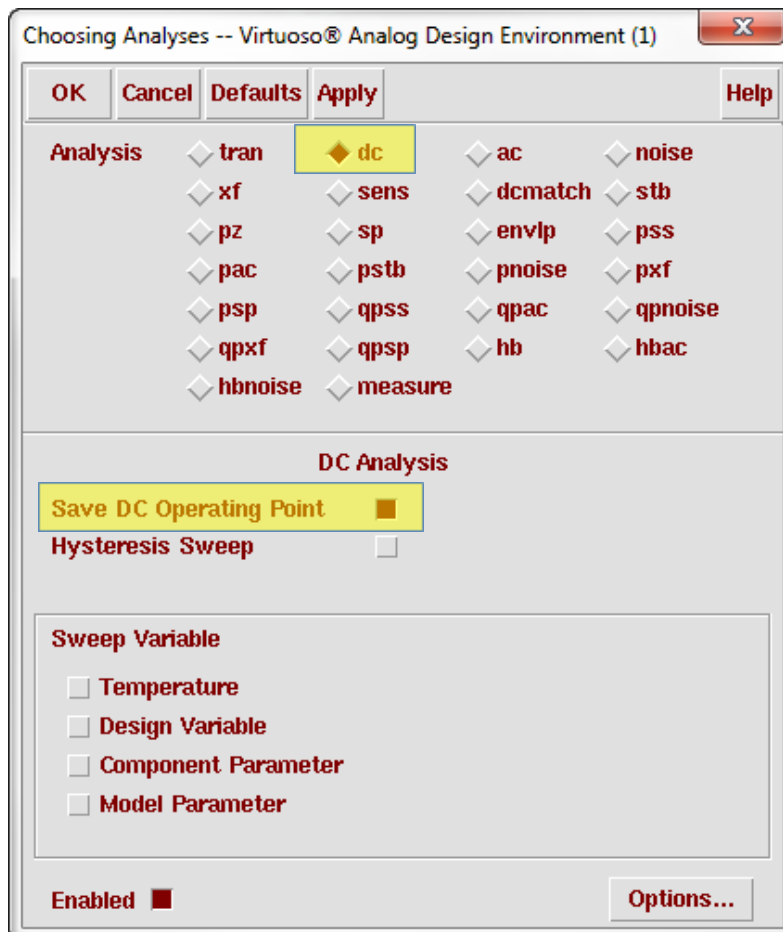 Choosing Analyses -- Virtuoso® Analog Design Environment (1)
OK Cancel Defaults Apply Help
Analysis tran dc ac noise
xf sens dcmatch stb
pz sp envlp pss
pac pstb pnoise pxf
psp qpss qpac qpnoise
qpxf qpsp hb hbac
hbnoise measure
DC Analysis
Save DC Operating Point
Hysteresis Sweep
Sweep Variable
Temperature
Design Variable
Component Parameter
Model Parameter
Enabled Options...